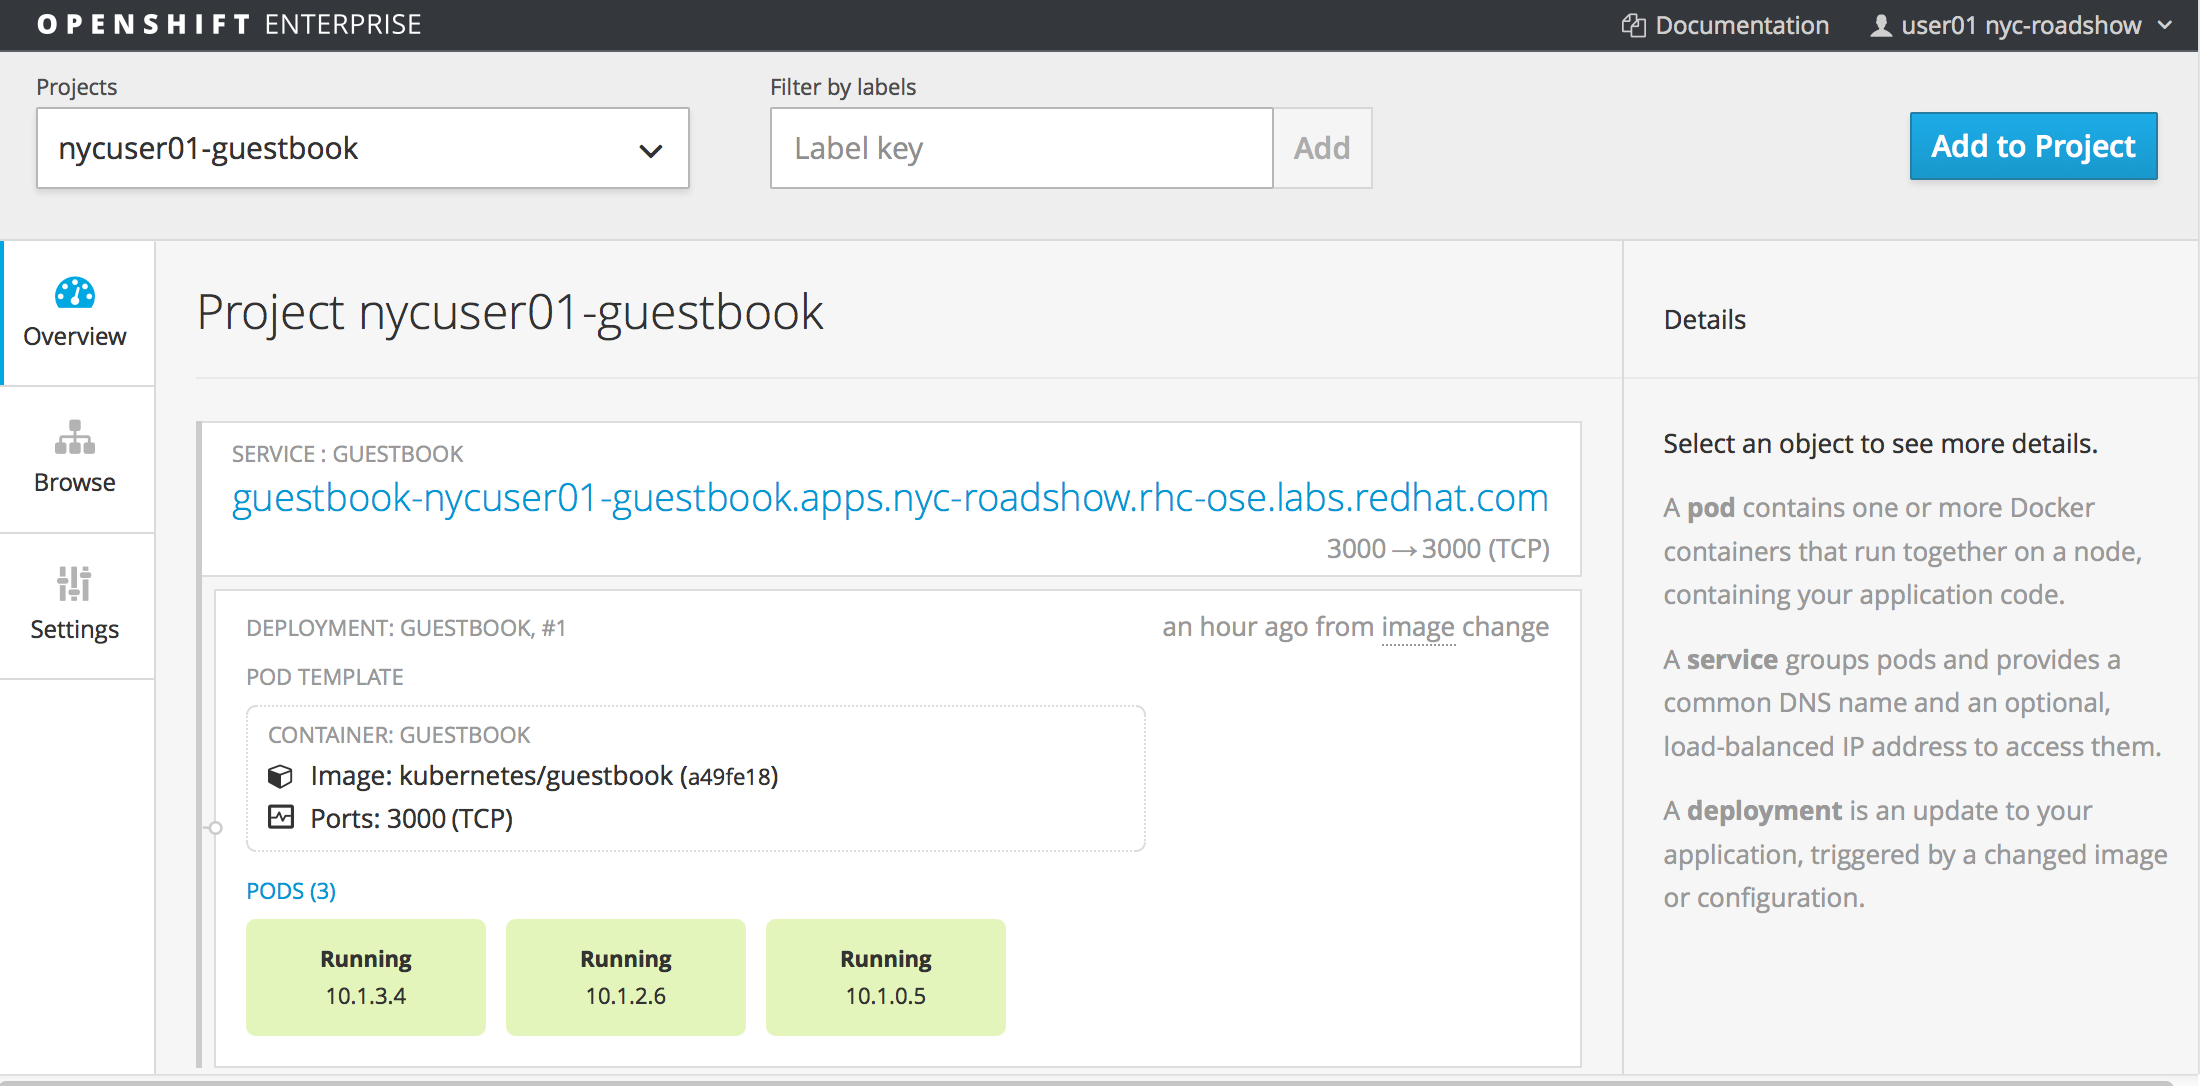 OPENSHIFT ENTERPRISE
Documentation
user01 nyc-roadshow
Projects
nycuser01-guestbook
Filter by labels
Label key
Add
Add to Project
Overview
Browse
Settings
Project nycuser01-guestbook
SERVICE : GUESTBOOK
guestbook-nycuser01-guestbook.apps.nyc-roadshow.rhc-ose.labs.redhat.com
3000→3000 (TCP)
DEPLOYMENT: GUESTBOOK, #1
an hour ago from image change
POD TEMPLATE
CONTAINER: GUESTBOOK
Image: kubernetes/guestbook (a49fe18)
Ports: 3000 (TCP)
PODS (3)
Running
10.1.3.4
Running
10.1.2.6
Running
10.1.0.5
Details
Select an object to see more details.
A pod contains one or more Docker
containers that run together on a node,
containing your application code.
A service groups pods and provides a
common DNS name and an optional,
load-balanced IP address to access them.
A deployment is an update to your
application, triggered by a changed image
or configuration.